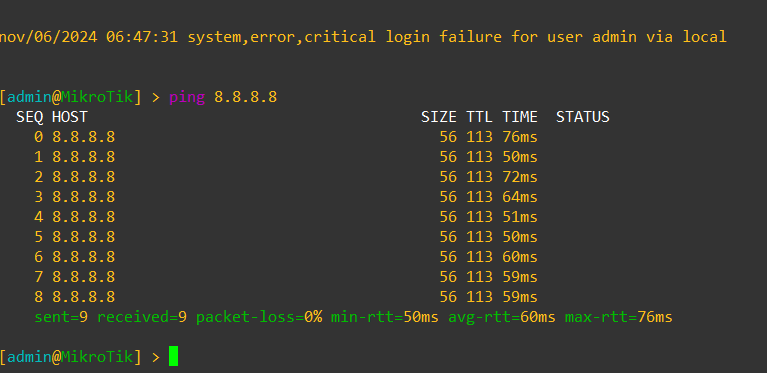 nov/06/2024 06:47:31 system,error,critical login failure for user admin via local
[admin@MikroTik] > ping 8.8.8.8
SEQ HOST SIZE TTL TIME STATUS
0 8.8.8.8 56 113 76ms
1 8.8.8.8 56 113 50ms
2 8.8.8.8 56 113 72ms
3 8.8.8.8 56 113 64ms
4 8.8.8.8 56 113 51ms
5 8.8.8.8 56 113 50ms
6 8.8.8.8 56 113 60ms
7 8.8.8.8 56 113 59ms
8 8.8.8.8 56 113 59ms
sent=9 received=9 packet-loss=0% min-rtt=50ms avg-rtt=60ms max-rtt=76ms
[admin@MikroTik] >